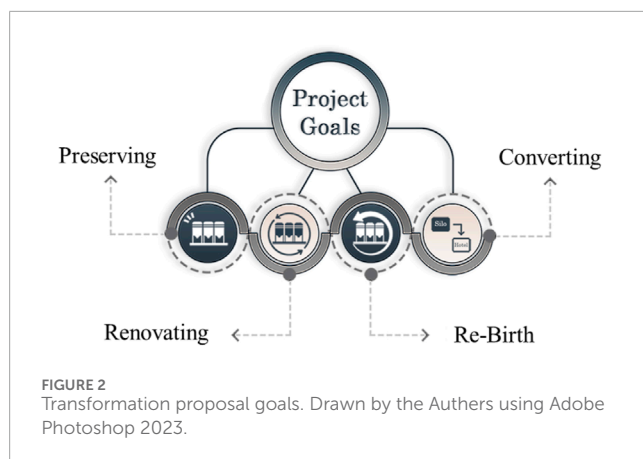 Project
Goals
Preserving
Converting
Silo
Hotel
Renovating
Re-Birth
FIGURE 2
Transformation proposal goals. Drawn by the Authers using Adobe
Photoshop 2023.